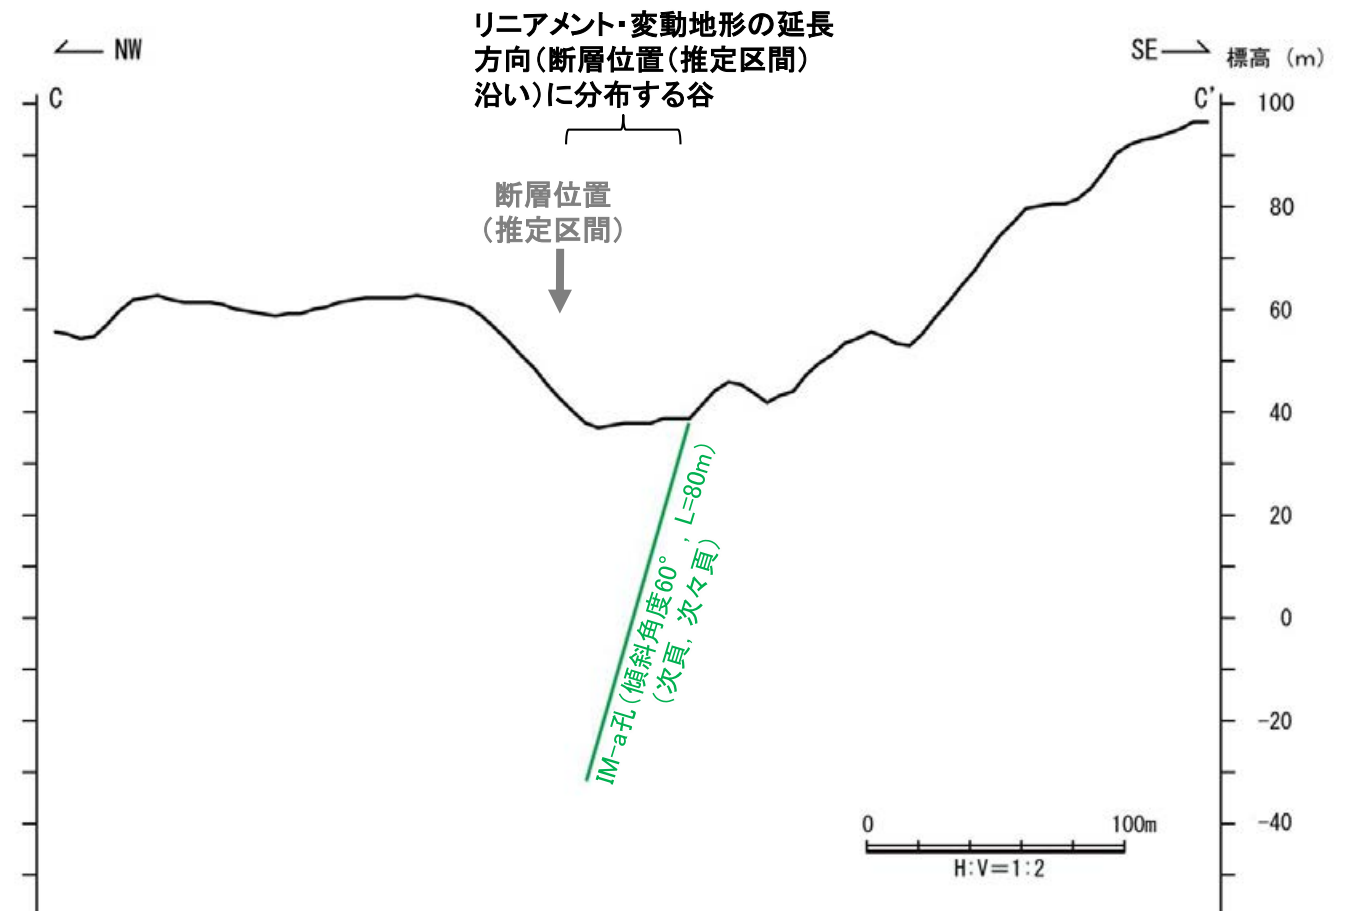 リニアメント・変動地形の延長
方向(断層位置(推定区間)
沿い)に分布する谷
NW
SE
標高 (m)
C
C'
断層位置
(推定区間)
100
80
60
40
20
0
-20
-40
IM-a孔(傾斜角度60°, L=80m)
(次頁, 次々頁)
0 100m
H:V=1:2